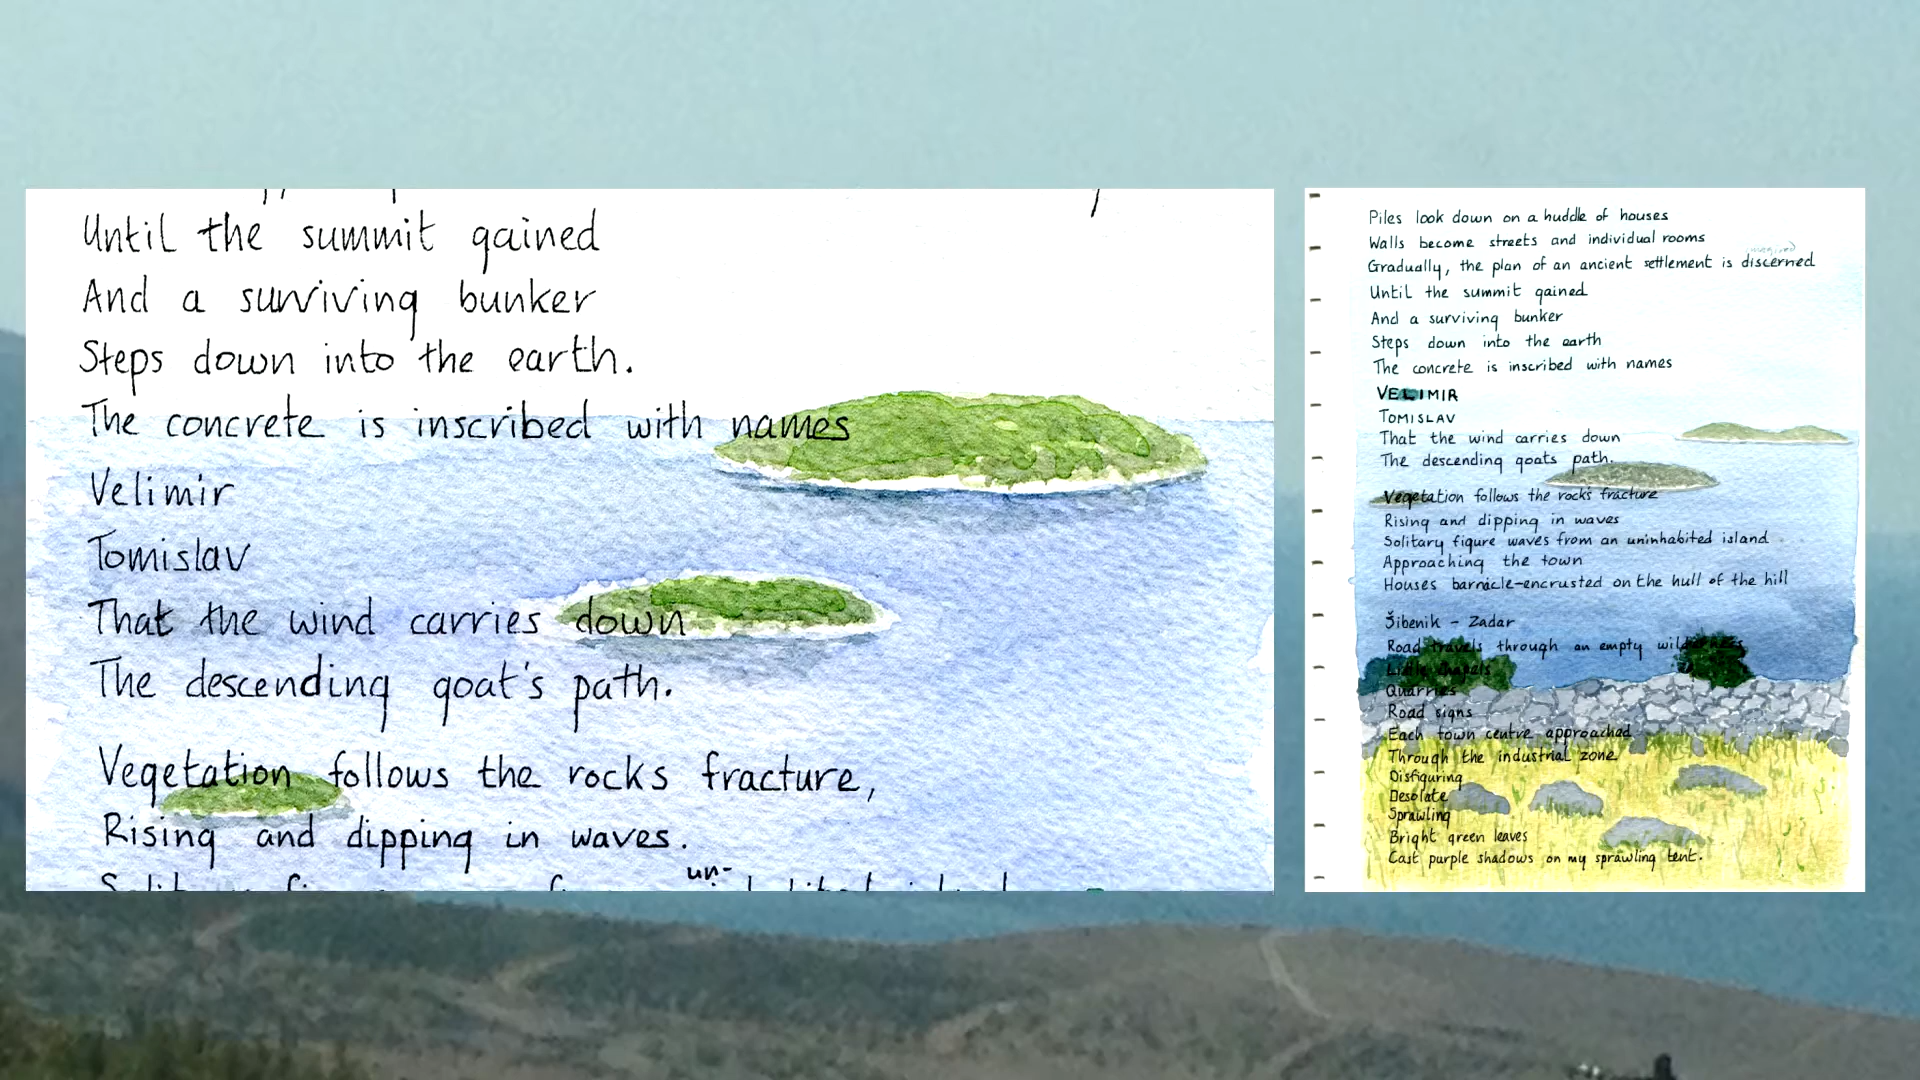 Until the summit gained
And a surviving bunker
Steps down into the earth.
The concrete is inscribed with names
Velimir
Tomislav
That the wind carries down
The descending goat's path.
Vegetation follows the rocks fracture,
Rising and dipping in waves.
un-
Piles look down on a huddle of houses
Walls become streets and individual rooms
imagined
Gradually, the plan of an ancient settlement is discerned
Until the summit gained
And a surviving bunker
Steps down into the earth
The concrete is inscribed with names
VELIMIR
TOMISLAV
That the wind carries down
The descending goats path.
Vegetation follows the rocks fracture
Rising and dipping in waves
Solitary figure waves from an uninhabited island
Approaching the town
Houses barnacle-encrusted on the hull of the hill
Šibenik - Zadar
Road travels through an empty wilderness
Little chapels
Quarries
Road signs
Each town centre approached
Through the industrial zone
Disfiguring
Desolate
Sprawling
Bright green leaves
Cast purple shadows on my sprawling tent.